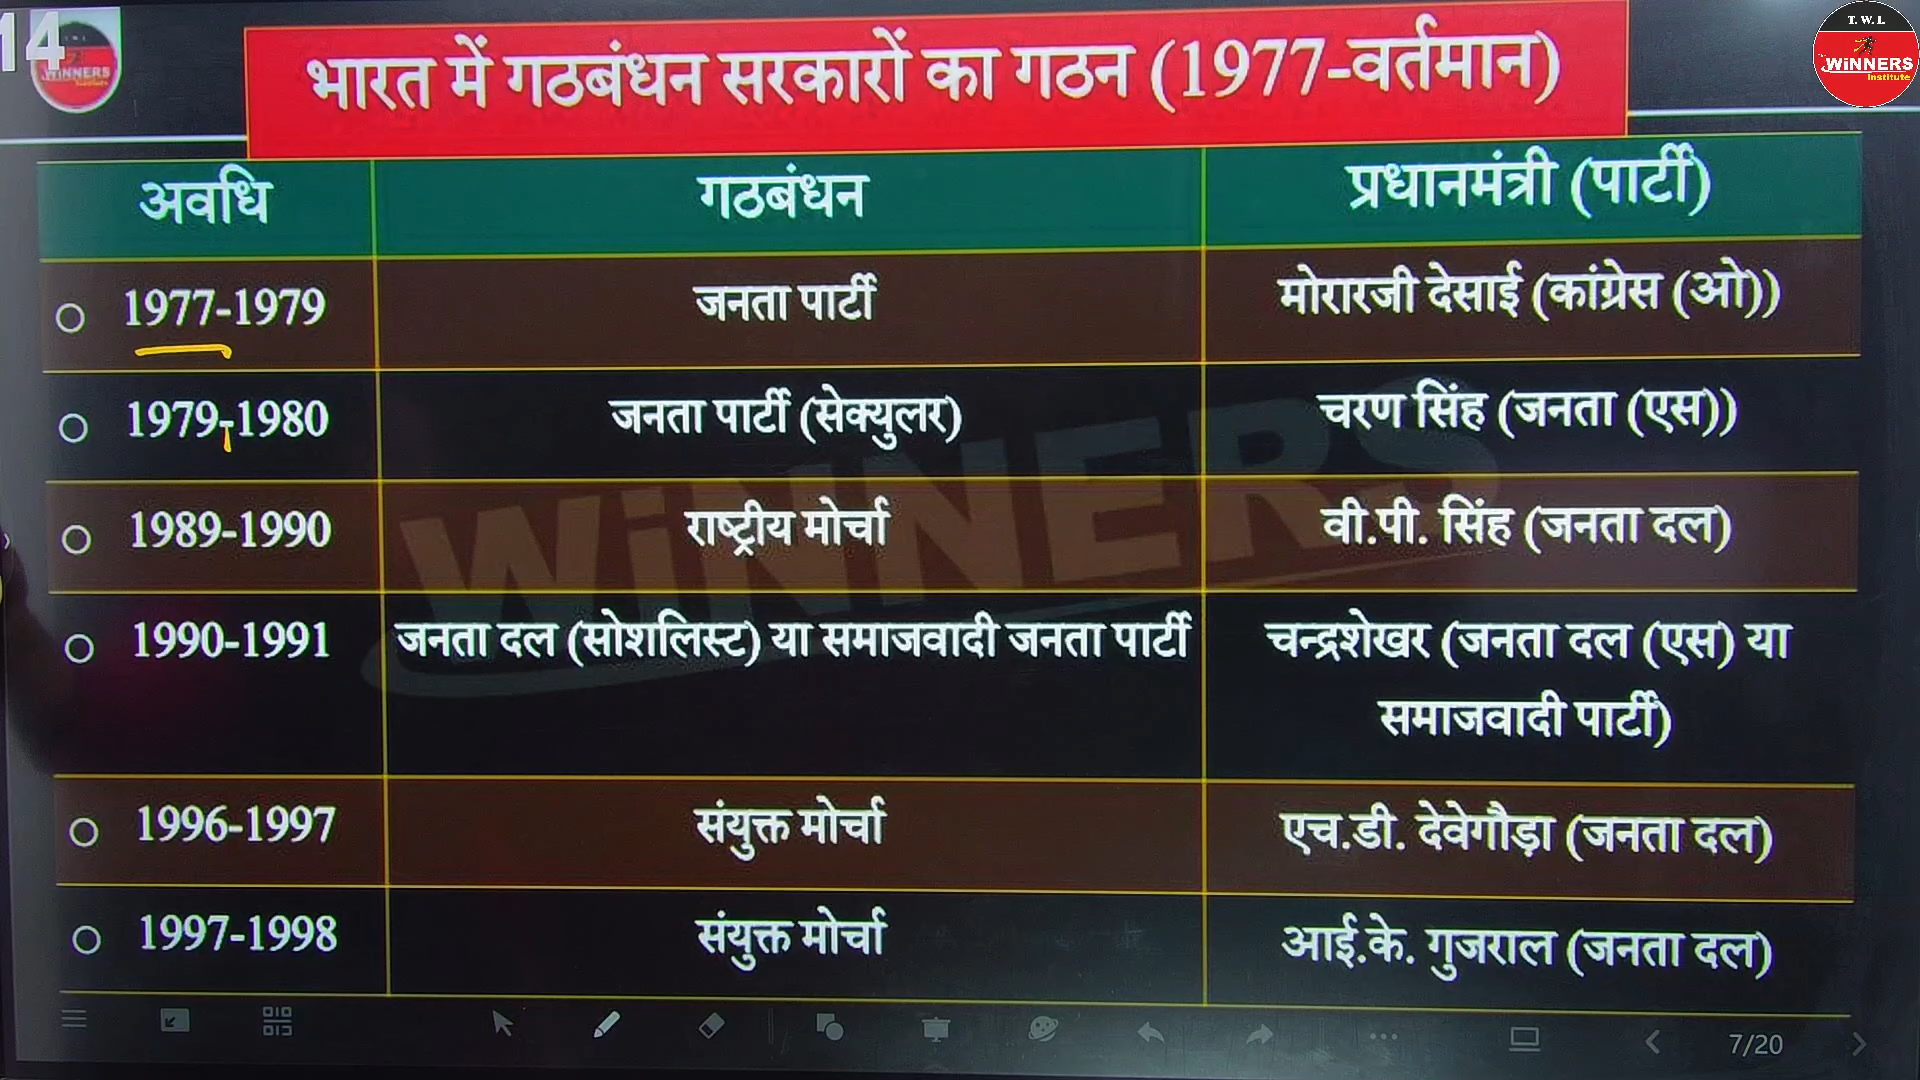 14
WiNNERS
T.W.I.
WiNNERS
Institute
भारत में गठबंधन सरकारों का गठन (1977-वर्तमान)
अवधि गठबंधन प्रधानमंत्री (पार्टी)
1977-1979 जनता पार्टी मोरारजी देसाई (कांग्रेस (ओ))
1979-1980 जनता पार्टी (सेक्युलर) चरण सिंह (जनता (एस))
1989-1990 राष्ट्रीय मोर्चा वी.पी. सिंह (जनता दल)
1990-1991 जनता दल (सोशलिस्ट) या समाजवादी जनता पार्टी चन्द्रशेखर (जनता दल (एस) या
समाजवादी पार्टी)
1996-1997 संयुक्त मोर्चा एच.डी. देवेगौड़ा (जनता दल)
1997-1998 संयुक्त मोर्चा आई.के. गुजराल (जनता दल)
WiNNERS
7/20